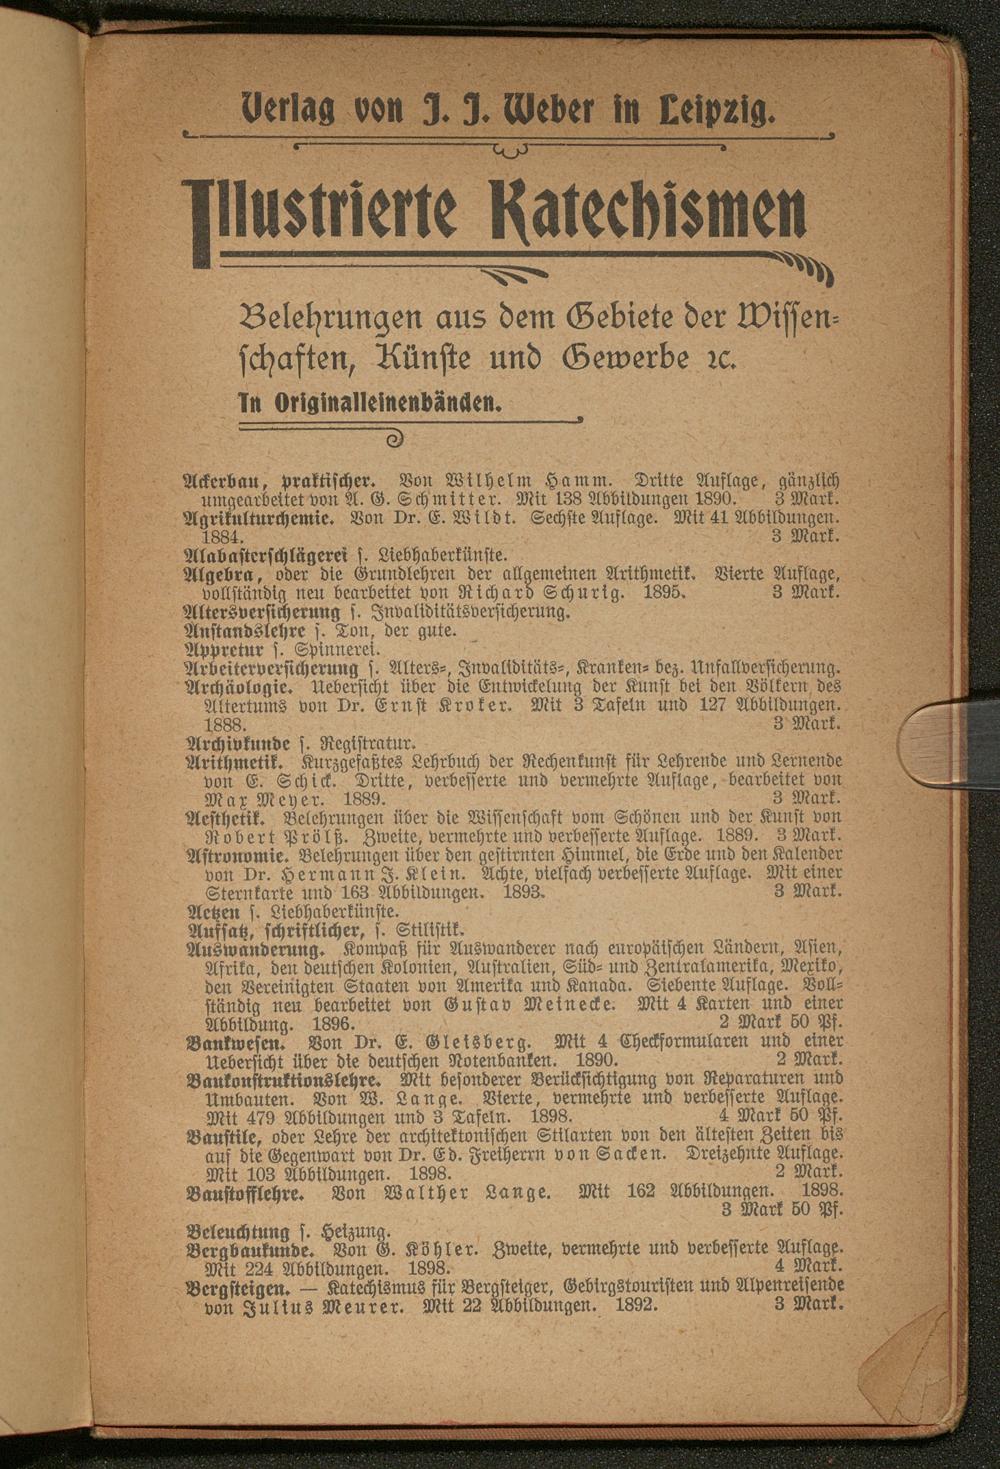 Verlag von J. J. Weber in Leipzig.
Illustrierte Katechismen
Belehrungen aus dem Gebiete der Wissen-
schaften, Künste und Gewerbe ꝛc.
In Originalleinenbänden.
Ackerbau, praktischer. Von Wilhelm Hamm. Dritte Auflage, gänzlich
umgearbeitet von A. G. Schmitter. Mit 138 Abbildungen 1890. 3 Mark.
Agrikulturchemie. Von Dr. E. Wildt. Sechste Auflage. Mit 41 Abbildungen.
1884. 3 Mark.
Alabasterschlägerei s. Liebhaberkünste.
Algebra, oder die Grundlehren der allgemeinen Arithmetik. Vierte Auflage,
vollständig neu bearbeitet von Richard Schurig. 1895. 3 Mark.
Altersversicherung s. Invaliditätsversicherung.
Anstandslehre s. Ton, der gute.
Appretur s. Spinnerei.
Arbeiterversicherung s. Alters-, Invaliditäts-, Kranken- bez. Unfallversicherung.
Archäologie. Uebersicht über die Entwickelung der Kunst bei den Völkern des
Altertums von Dr. Ernst Kroker. Mit 3 Tafeln und 127 Abbildungen.
1888. 3 Mark.
Archivkunde s. Registratur.
Arithmetik. Kurzgefaßtes Lehrbuch der Rechenkunst für Lehrende und Lernende
von E. Schick. Dritte, verbesserte und vermehrte Auflage, bearbeitet von
Max Meyer. 1889. 3 Mark.
Aesthetik. Belehrungen über die Wissenschaft vom Schönen und der Kunst von
Robert Prölß. Zweite, vermehrte und verbesserte Auflage. 1889. 3 Mark.
Astronomie. Belehrungen über den gestirnten Himmel, die Erde und den Kalender
von Dr. Hermann J. Klein. Achte, vielfach verbesserte Auflage. Mit einer
Sternkarte und 163 Abbildungen. 1893. 3 Mark.
Aetzen s. Liebhaberkünste.
Aufsatz, schriftlicher, s. Stilistik.
Auswanderung. Kompaß für Auswanderer nach europäischen Ländern, Asien,
Afrika, den deutschen Kolonien, Australien, Süd- und Zentralamerika, Mexiko,
den Vereinigten Staaten von Amerika und Kanada. Siebente Auflage. Voll-
ständig neu bearbeitet von Gustav Meinecke. Mit 4 Karten und einer
Abbildung. 1896. 2 Mark 50 Pf.
Bankwesen. Von Dr. E. Gleisberg. Mit 4 Checkformularen und einer
Uebersicht über die deutschen Notenbanken. 1890. 2 Mark.
Baukonstruktionslehre. Mit besonderer Berücksichtigung von Reparaturen und
Umbauten. Von W. Lange. Vierte, vermehrte und verbesserte Auflage.
Mit 479 Abbildungen und 3 Tafeln. 1898. 4 Mark 50 Pf.
Baustile, oder Lehre der architektonischen Stilarten von den ältesten Zeiten bis
auf die Gegenwart von Dr. Ed. Freiherrn von Sacken. Dreizehnte Auflage.
Mit 103 Abbildungen. 1898. 2 Mark.
Baustofflehre. Von Walther Lange. Mit 162 Abbildungen. 1898.
3 Mark 50 Pf.
Beleuchtung s. Heizung.
Bergbaukunde. Von G. Köhler. Zweite, vermehrte und verbesserte Auflage.
Mit 224 Abbildungen. 1898. 4 Mark.
Bergsteigen. — Katechismus für Bergsteiger, Gebirgstouristen und Alpenreisende
von Julius Meurer. Mit 22 Abbildungen. 1892. 3 Mark.